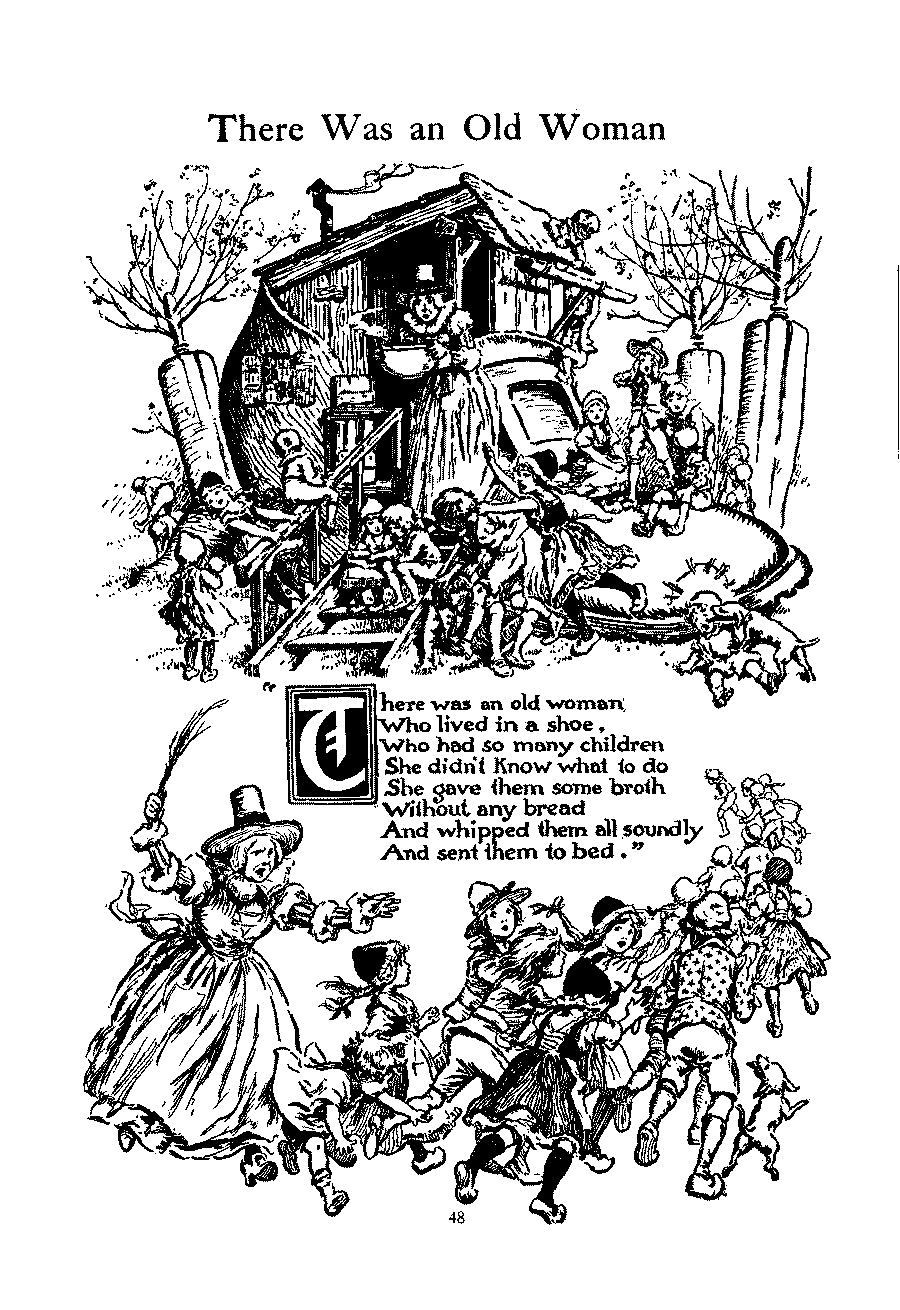 There Was an Old Woman
"There was an old woman,
Who lived in a shoe,
Who had so many children
She didn't Know what to do
She gave them some broth
Without any bread
And whipped them all soundly
And sent them to bed."
48